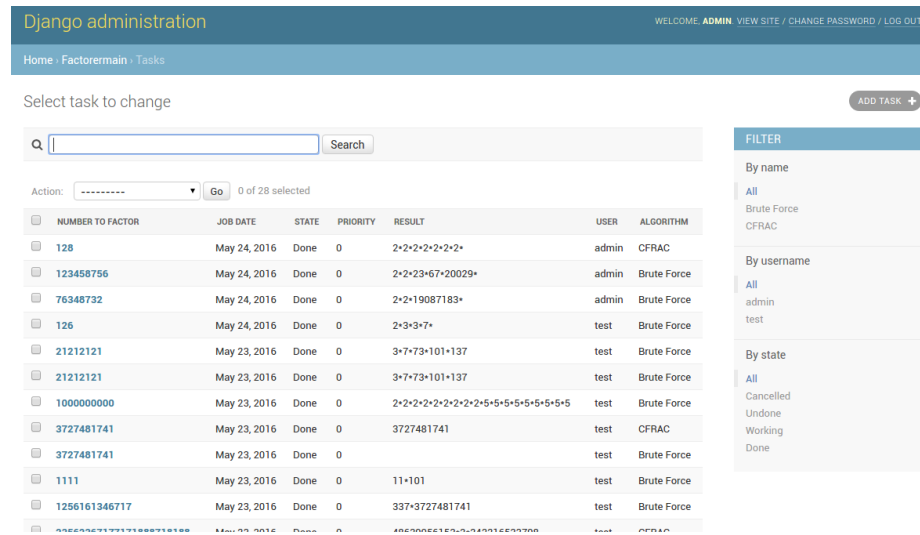 Django administration
WELCOME, ADMIN. VIEW SITE / CHANGE PASSWORD / LOG OUT
Home › Factorermain › Tasks
Select task to change
ADD TASK +
Search
Action: --------- Go 0 of 28 selected
NUMBER TO FACTOR JOB DATE STATE PRIORITY RESULT USER ALGORITHM
128 May 24, 2016 Done 0 2*2*2*2*2*2*2* admin CFRAC
123458756 May 24, 2016 Done 0 2*2*23*67*20029* admin Brute Force
76348732 May 24, 2016 Done 0 2*2*19087183* admin Brute Force
126 May 24, 2016 Done 0 2*3*3*7* test Brute Force
21212121 May 23, 2016 Done 0 3*7*73*101*137 test Brute Force
21212121 May 23, 2016 Done 0 3*7*73*101*137 test Brute Force
1000000000 May 23, 2016 Done 0 2*2*2*2*2*2*2*2*2*5*5*5*5*5*5*5*5*5 test Brute Force
3727481741 May 23, 2016 Done 0 3727481741 test CFRAC
3727481741 May 23, 2016 Done 0 test Brute Force
1111 May 23, 2016 Done 0 11*101 test Brute Force
1256161346717 May 23, 2016 Done 0 337*3727481741 test Brute Force
May 23, 2016 Done 0 test CFRAC
FILTER
By name
All
Brute Force
CFRAC
By username
All
admin
test
By state
All
Cancelled
Undone
Working
Done